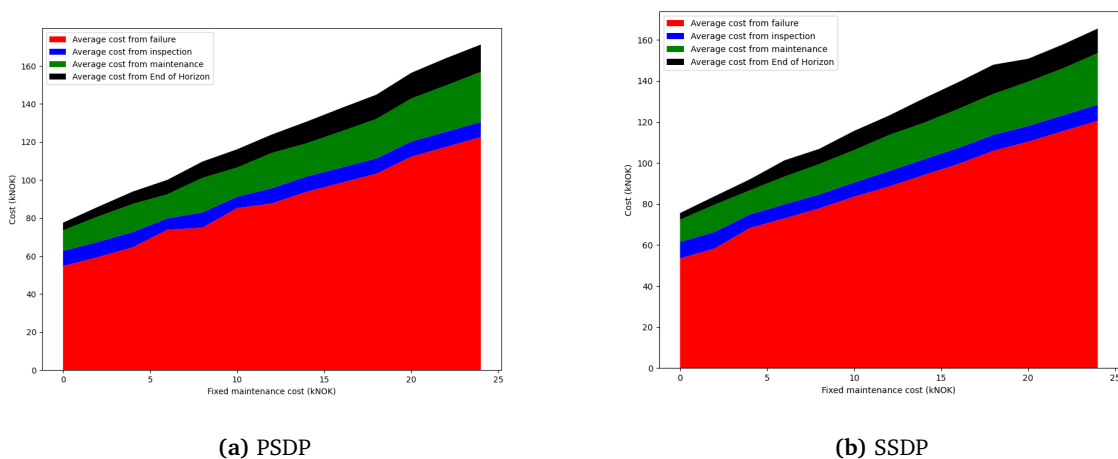 Average cost from failure
Average cost from inspection
Average cost from maintenance
Average cost from End of Horizon
Cost (kNOK)
160
140
120
100
80
60
40
20
0
0 5 10 15 20 25
Fixed maintenance cost (kNOK)
(a) PSDP
Average cost from failure
Average cost from inspection
Average cost from maintenance
Average cost from End of Horizon
Cost (kNOK)
160
140
120
100
80
60
40
20
0
0 5 10 15 20 25
Fixed maintenance cost (kNOK)
(b) SSDP